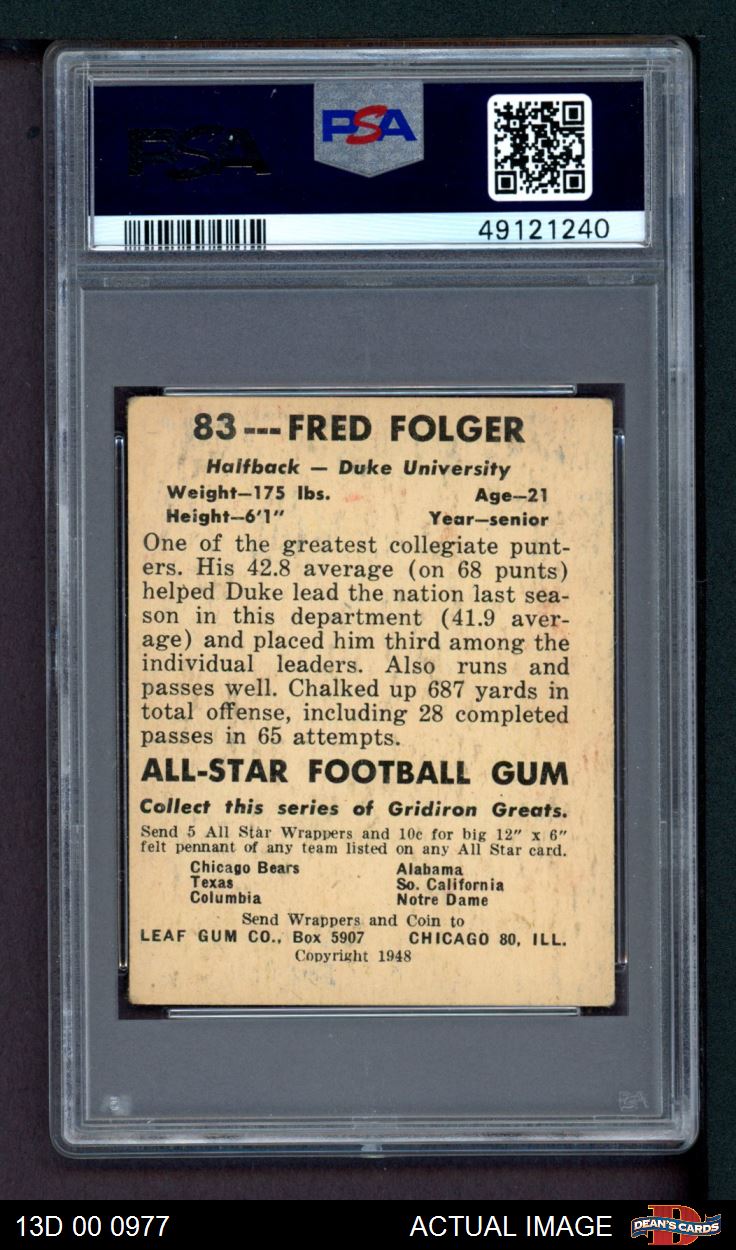 PSA
PSA
49121240
83---FRED FOLGER
Halfback — Duke University
Weight—175 lbs. Age—21
Height—6'1" Year—senior
One of the greatest collegiate punt-
ers. His 42.8 average (on 68 punts)
helped Duke lead the nation last sea-
son in this department (41.9 aver-
age) and placed him third among the
individual leaders. Also runs and
passes well. Chalked up 687 yards in
total offense, including 28 completed
passes in 65 attempts.
ALL-STAR FOOTBALL GUM
Collect this series of Gridiron Greats.
Send 5 All Star Wrappers and 10c for big 12" x 6"
felt pennant of any team listed on any All Star card.
Chicago Bears Alabama
Texas So. California
Columbia Notre Dame
Send Wrappers and Coin to
LEAF GUM CO., Box 5907 CHICAGO 80, ILL.
Copyright 1948
13D 00 0977 ACTUAL IMAGE DEAN'S CARDS